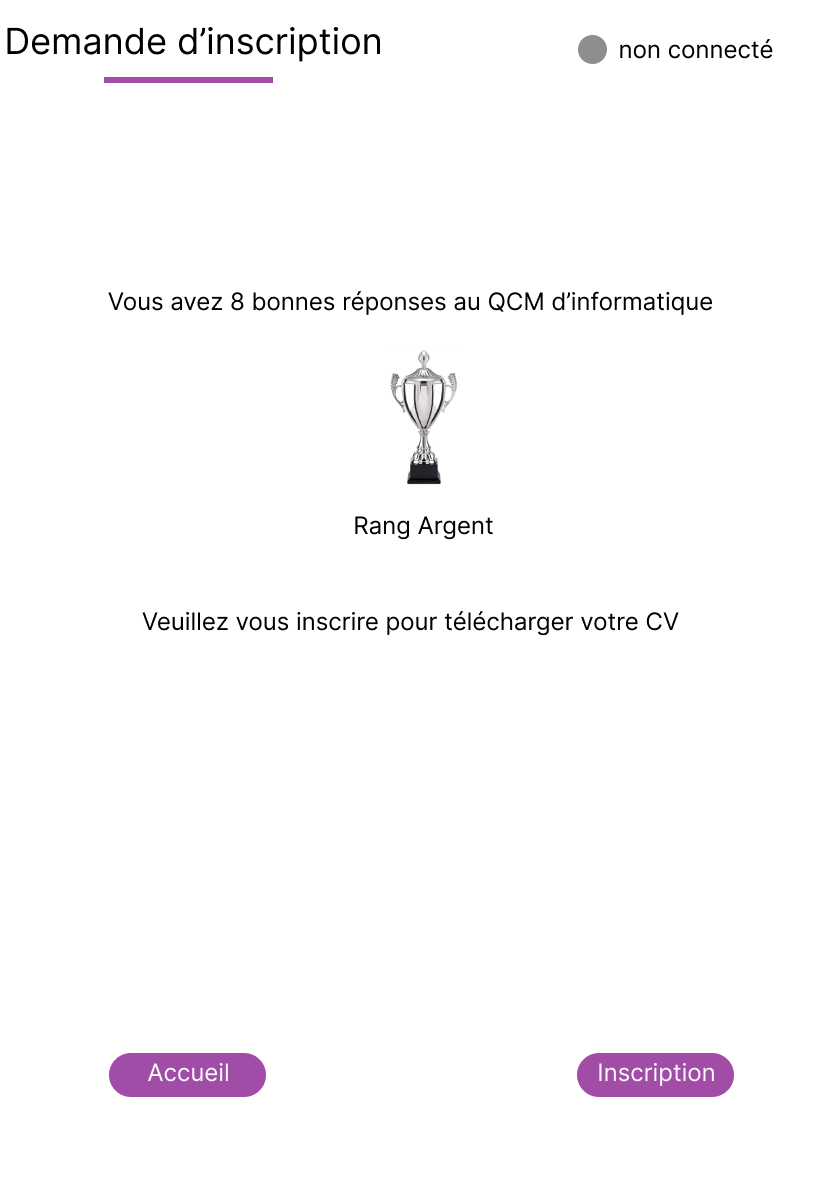 Demande d’inscription
non connecté
Vous avez 8 bonnes réponses au QCM d’informatique
Rang Argent
Veuillez vous inscrire pour télécharger votre CV
Accueil
Inscription